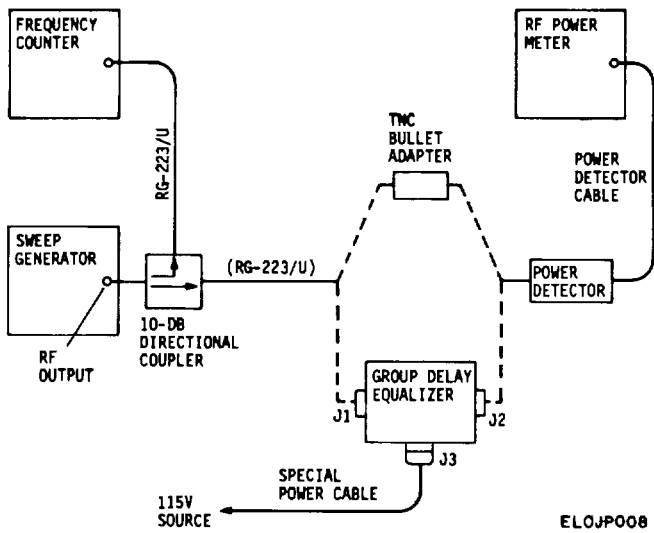 FREQUENCY
COUNTER
RF POWER
METER
RG-223/U
TWC
BULLET
ADAPTER
POWER
DETECTOR
CABLE
SWEEP
GENERATOR
(RG-223/U)
POWER
DETECTOR
10-DB
DIRECTIONAL
COUPLER
RF
OUTPUT
GROUP DELAY
EQUALIZER
J1
J2
J3
SPECIAL
POWER CABLE
115V
SOURCE
ELOJP008